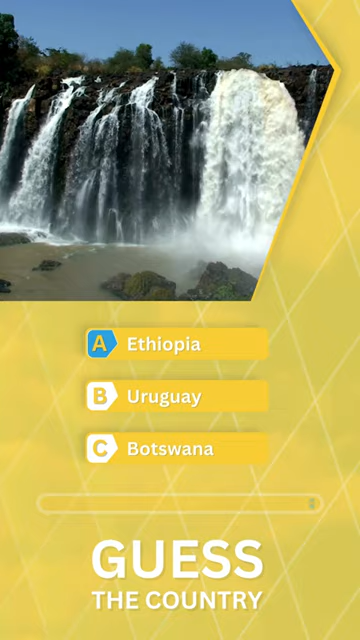 A Ethiopia
B Uruguay
C Botswana
GUESS
THE COUNTRY